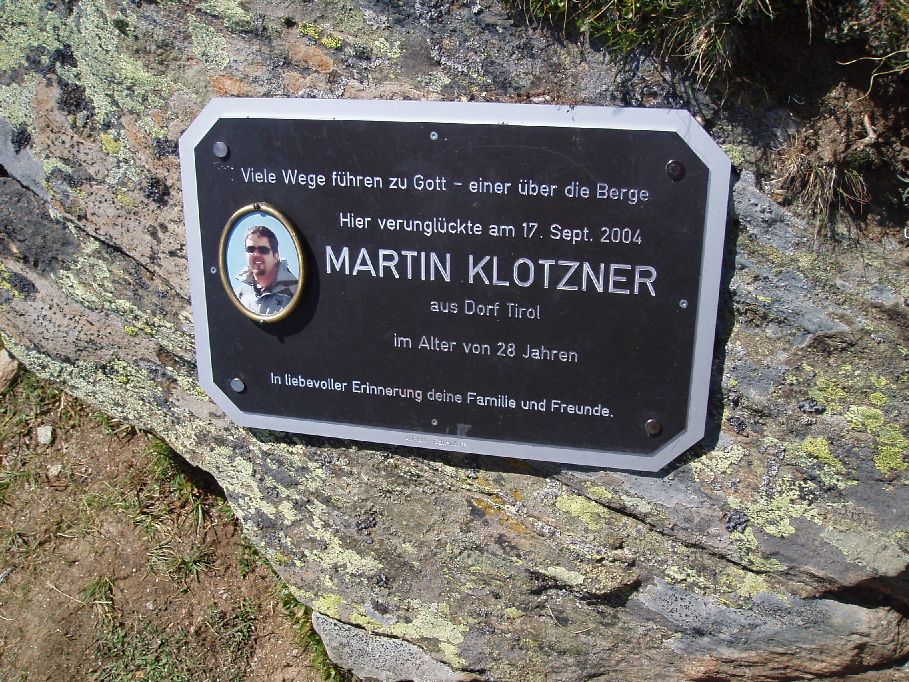 Viele Wege führen zu Gott - einer über die Berge
Hier verunglückte am 17. Sept. 2004
MARTIN KLOTZNER
aus Dorf Tirol
im Alter von 28 Jahren
In liebevoller Erinnerung deine Familie und Freunde.